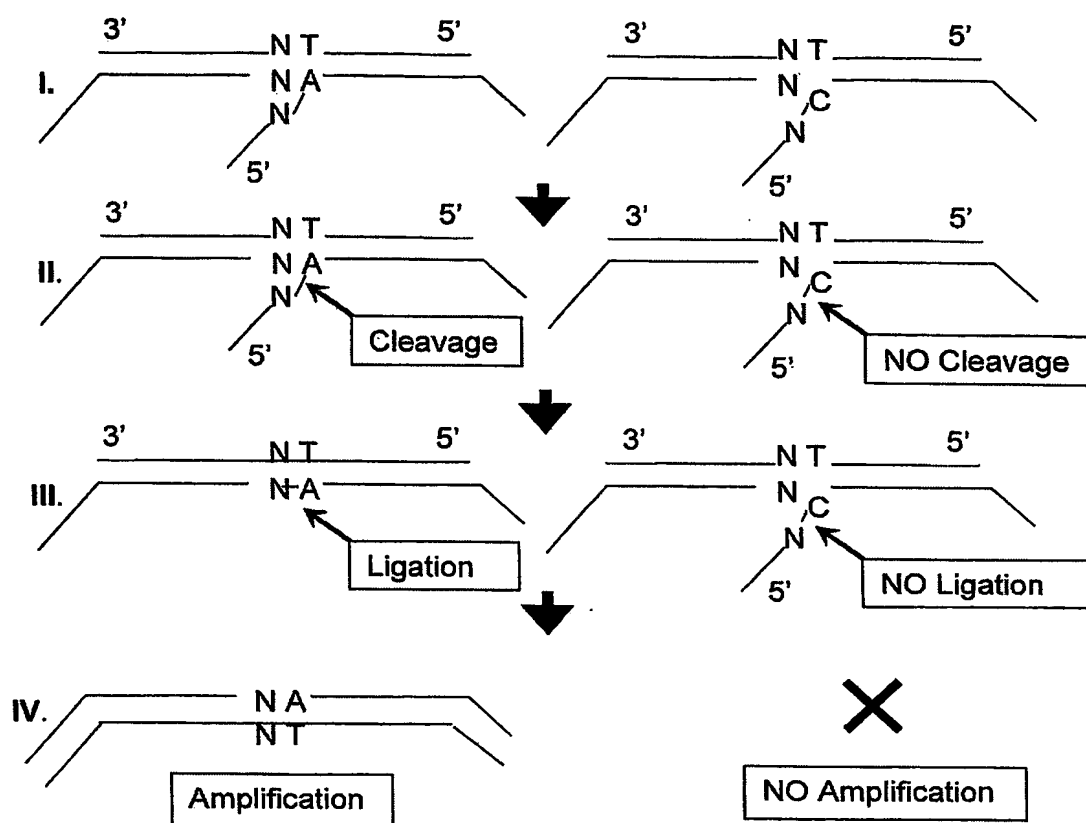 3' N T 5' 3' N T 5'
I. N A N C
N N
5' 5'
3' N T 5' 3' N T 5'
II. N A N C
N N
5' Cleavage 5' NO Cleavage
3' N T 5' 3' N T 5'
III. N A N C
N
Ligation 5' NO Ligation
IV. N A
N T
Amplification NO Amplification